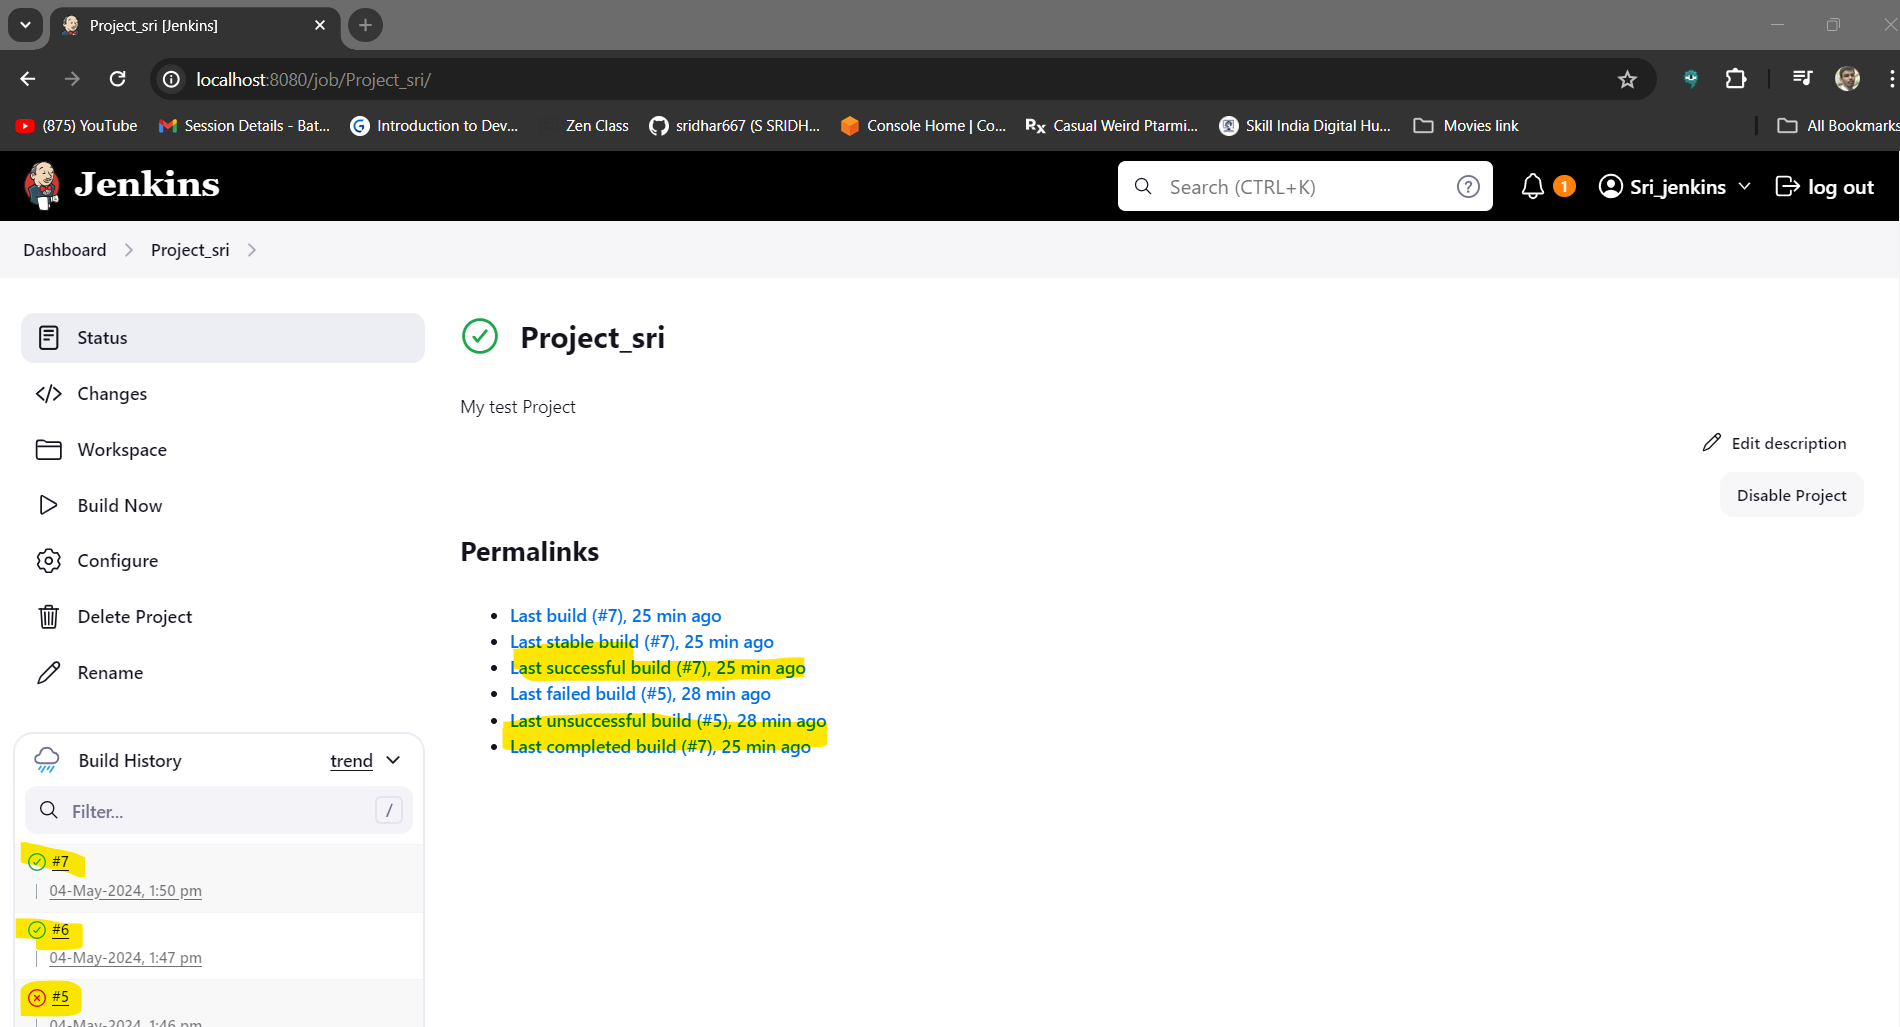 Project_sri [Jenkins]
localhost:8080/job/Project_sri/
(875) YouTube
Session Details - Bat...
Introduction to Dev...
Zen Class
sridhar667 (S SRIDH...
Console Home | Co...
Rx Casual Weird Ptarmi...
Skill India Digital Hu...
Movies link
All Bookmarks
Jenkins
Search (CTRL+K)
?
1
Sri_jenkins
log out
Dashboard
Project_sri
Status
Changes
Workspace
Build Now
Configure
Delete Project
Rename
Build History
trend
Filter...
/
#7
04-May-2024, 1:50 pm
#6
04-May-2024, 1:47 pm
#5
04-May-2024, 1:46 pm
Project_sri
My test Project
Edit description
Disable Project
Permalinks
Last build (#7), 25 min ago
Last stable build (#7), 25 min ago
Last successful build (#7), 25 min ago
Last failed build (#5), 28 min ago
Last unsuccessful build (#5), 28 min ago
Last completed build (#7), 25 min ago